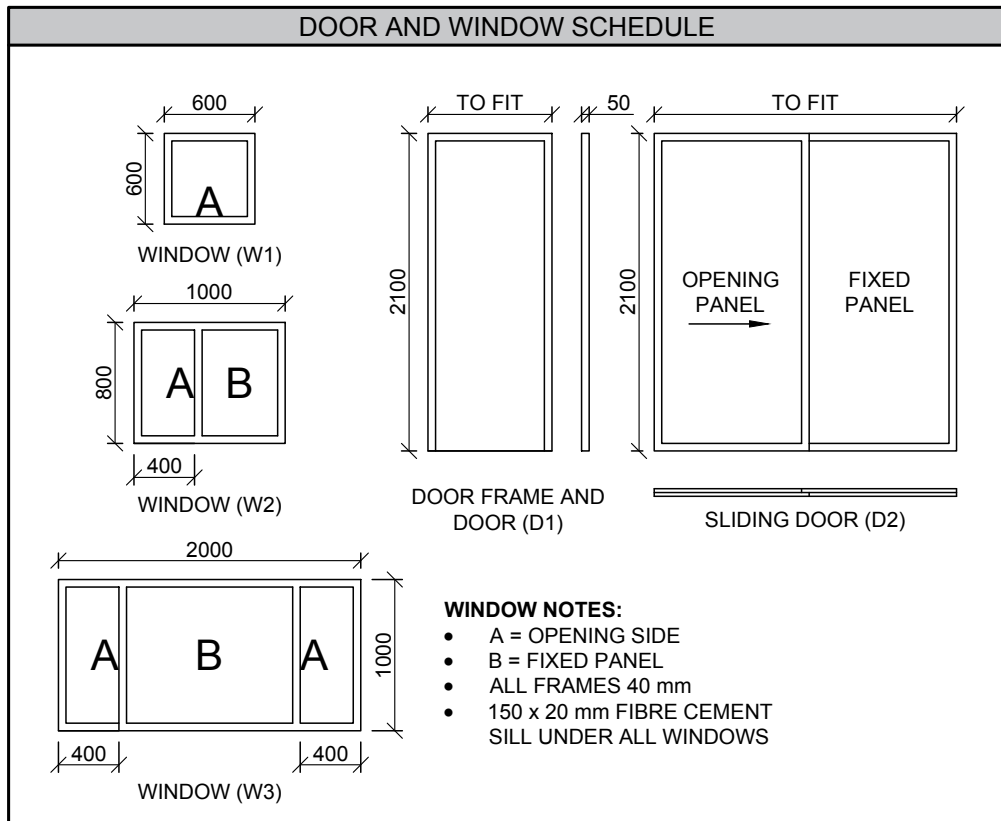 DOOR AND WINDOW SCHEDULE
600
600
A
WINDOW (W1)
1000
800
A
B
400
WINDOW (W2)
TO FIT
2100
50
DOOR FRAME AND
DOOR (D1)
TO FIT
2100
OPENING
PANEL
FIXED
PANEL
SLIDING DOOR (D2)
2000
A
B
A
1000
400
400
WINDOW (W3)
WINDOW NOTES:
• A = OPENING SIDE
• B = FIXED PANEL
• ALL FRAMES 40 mm
• 150 x 20 mm FIBRE CEMENT
SILL UNDER ALL WINDOWS